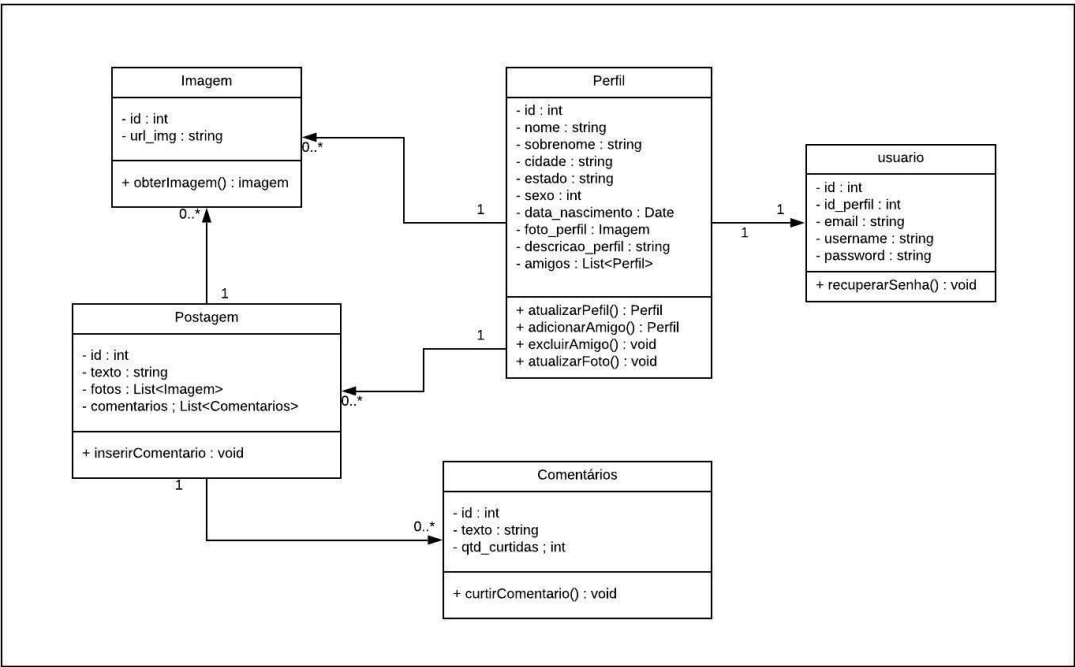 Imagem
- id : int
- url_img : string
+ obterImagem() : imagem
0..*
0..*
1
Perfil
- id : int
- nome : string
- sobrenome : string
- cidade : string
- estado : string
- sexo : int
- data_nascimento : Date
- foto_perfil : Imagem
- descricao_perfil : string
- amigos : List<Perfil>
+ atualizarPefil() : Perfil
+ adicionarAmigo() : Perfil
+ excluirAmigo() : void
+ atualizarFoto() : void
1
1
usuario
- id : int
- id_perfil : int
- email : string
- username : string
- password : string
+ recuperarSenha() : void
1
Postagem
- id : int
- texto : string
- fotos : List<Imagem>
- comentarios ; List<Comentarios>
+ inserirComentario : void
1
0..*
1
0..*
Comentários
- id : int
- texto : string
- qtd_curtidas ; int
+ curtirComentario() : void